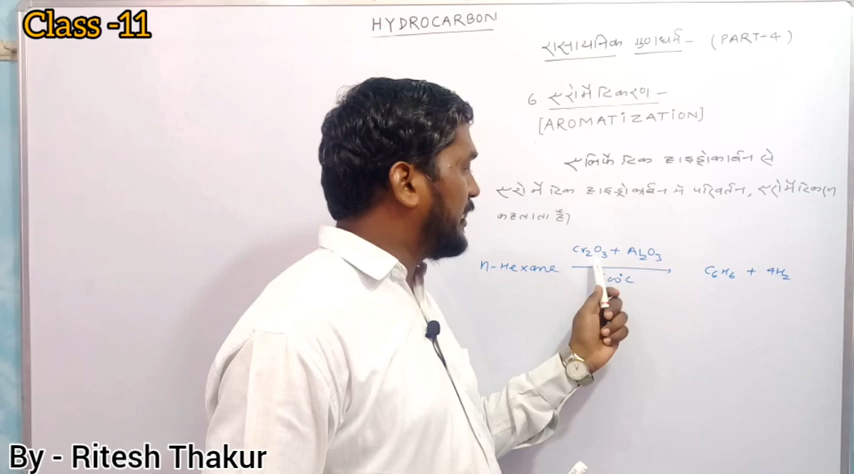 Class -11
HYDROCARBON
रासायनिक गुणधर्म - (PART-4)
6. एरोमैटिकरण -
[AROMATIZATION]
एलिफैटिक हाइड्रोकार्बन से
एरोमैटिक हाइड्रोकार्बन में परिवर्तन, एरोमैटिकरण
कहलाता है।
Cr₂O₃ + Al₂O₃
n-Hexane → C₆H₆ + 4H₂
00°C
By - Ritesh Thakur